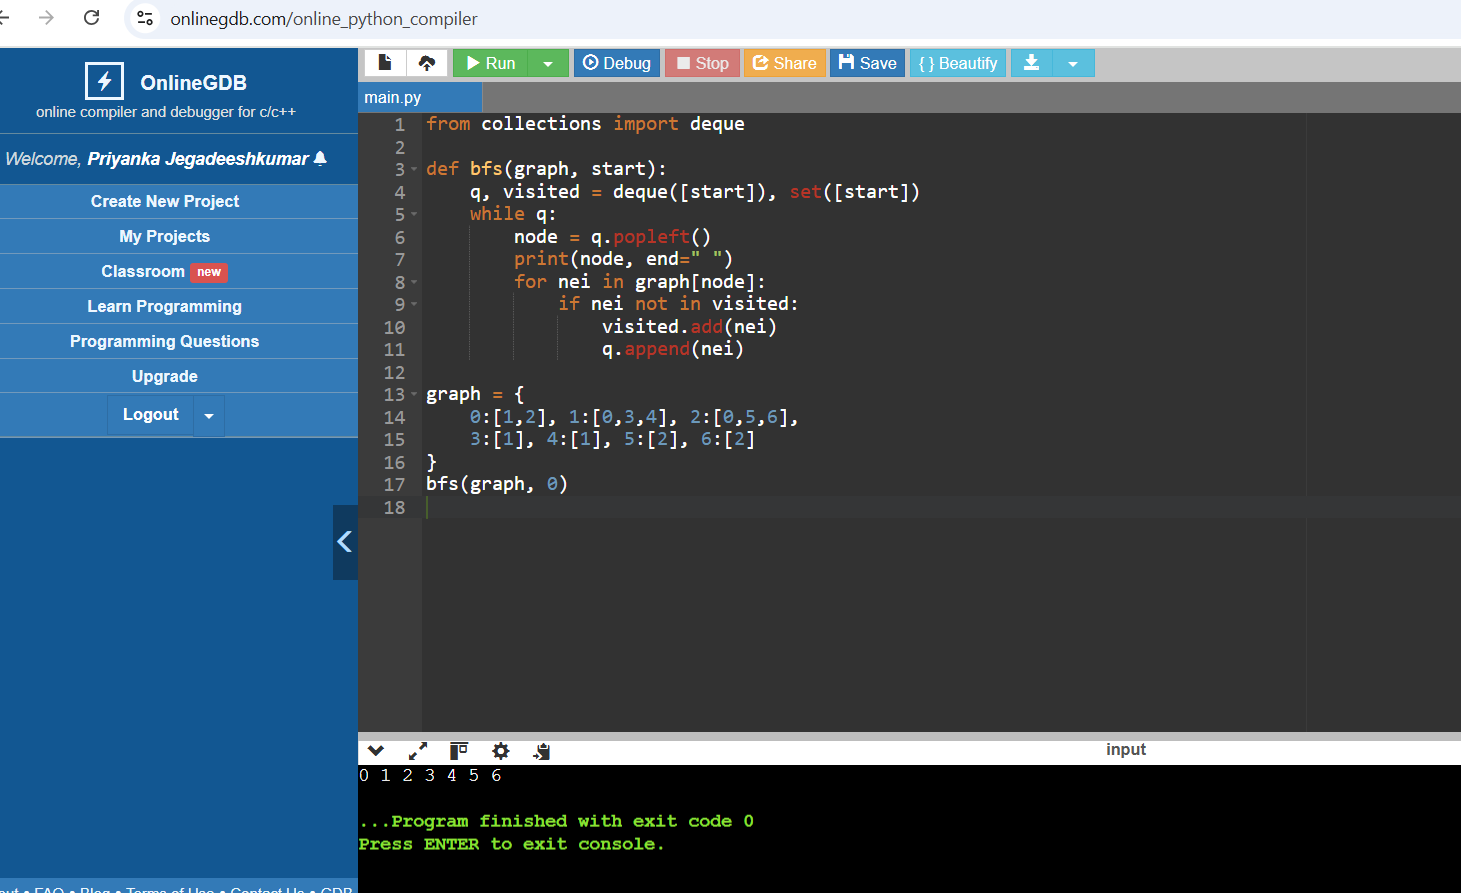 onlinegdb.com/online_python_compiler
OnlineGDB
online compiler and debugger for c/c++
Welcome, Priyanka Jegadeeshkumar
Create New Project
My Projects
Classroom new
Learn Programming
Programming Questions
Upgrade
Logout
Run Debug Stop Share Save { } Beautify
main.py
1 from collections import deque
2
3 def bfs(graph, start):
4     q, visited = deque([start]), set([start])
5     while q:
6         node = q.popleft()
7         print(node, end=" ")
8         for nei in graph[node]:
9             if nei not in visited:
10                 visited.add(nei)
11                 q.append(nei)
12
13 graph = {
14     0:[1,2], 1:[0,3,4], 2:[0,5,6],
15     3:[1], 4:[1], 5:[2], 6:[2]
16 }
17 bfs(graph, 0)
18
input
0 1 2 3 4 5 6
...Program finished with exit code 0
Press ENTER to exit console.
• FAQ • Blog • Terms of Use • Contact Us • GDB